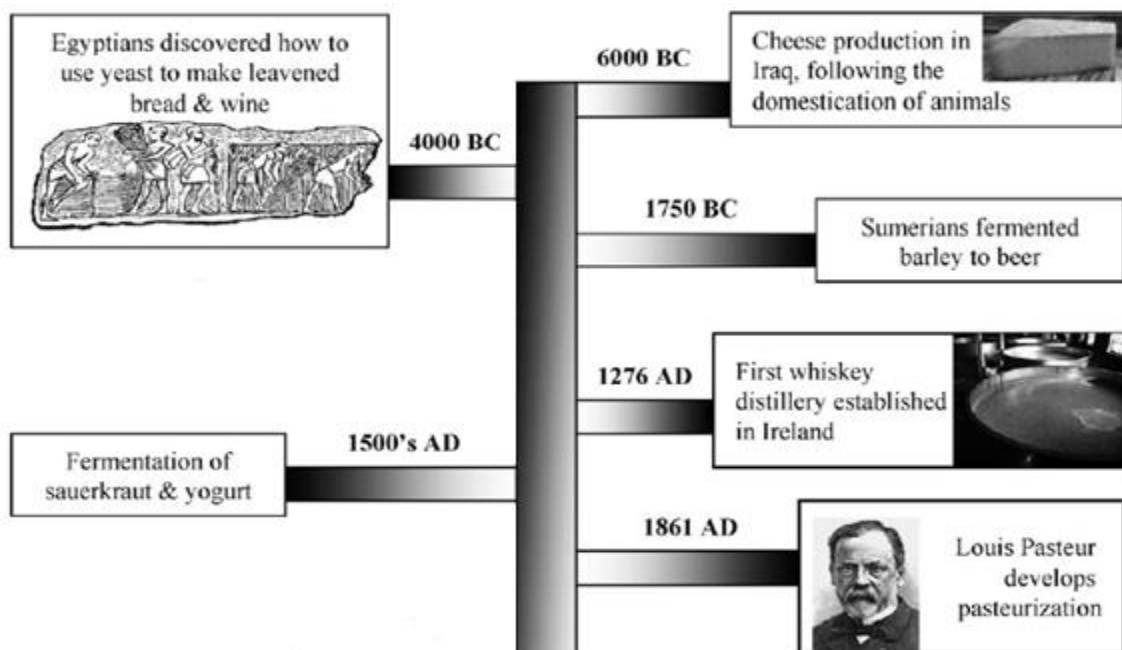 6000 BC
Cheese production in
Iraq, following the
domestication of animals
Egyptians discovered how to
use yeast to make leavened
bread & wine
4000 BC
1750 BC
Sumerians fermented
barley to beer
1276 AD
First whiskey
distillery established
in Ireland
1500's AD
Fermentation of
sauerkraut & yogurt
1861 AD
Louis Pasteur
develops
pasteurization